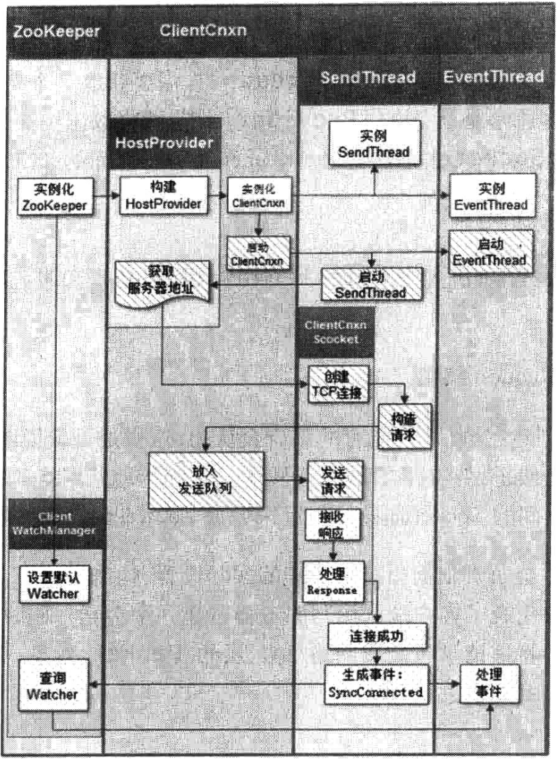 ZooKeeper
ClientCnxn
SendThread
EventThread
HostProvider
实例
SendThread
实例化
ZooKeeper
构建
HostProvider
实例化
ClientCnxn
实例
EventThread
启动
ClientCnxn
启动
EventThread
获取
服务器地址
启动
SendThread
ClientCnxn
Scocket
创建
TCP连接
构造
请求
放入
发送队列
发送
请求
Client
WatchManager
接收
响应
设置默认
Watcher
处理
Response
连接成功
查询
Watcher
生成事件：
SyncConnected
处理
事件